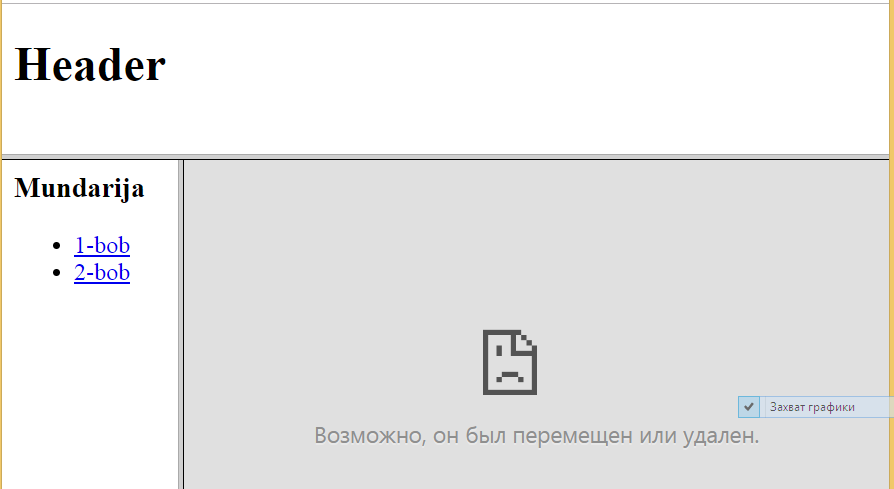 Header
Mundarija
1-bob
2-bob
Захват графики
Возможно, он был перемещен или удален.